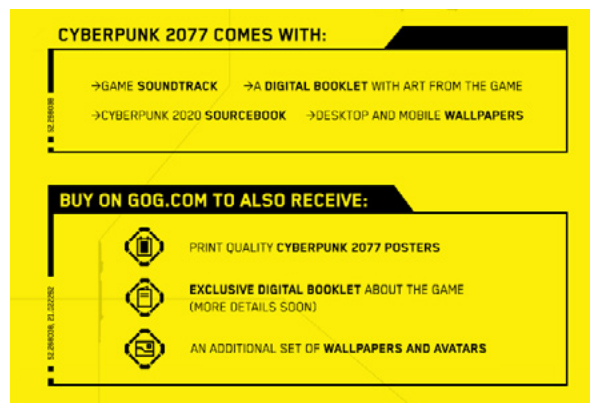 CYBERPUNK 2077 COMES WITH:
→GAME SOUNDTRACK →A DIGITAL BOOKLET WITH ART FROM THE GAME
→CYBERPUNK 2020 SOURCEBOOK →DESKTOP AND MOBILE WALLPAPERS
BUY ON GOG.COM TO ALSO RECEIVE:
PRINT QUALITY CYBERPUNK 2077 POSTERS
EXCLUSIVE DIGITAL BOOKLET ABOUT THE GAME
(MORE DETAILS SOON)
AN ADDITIONAL SET OF WALLPAPERS AND AVATARS